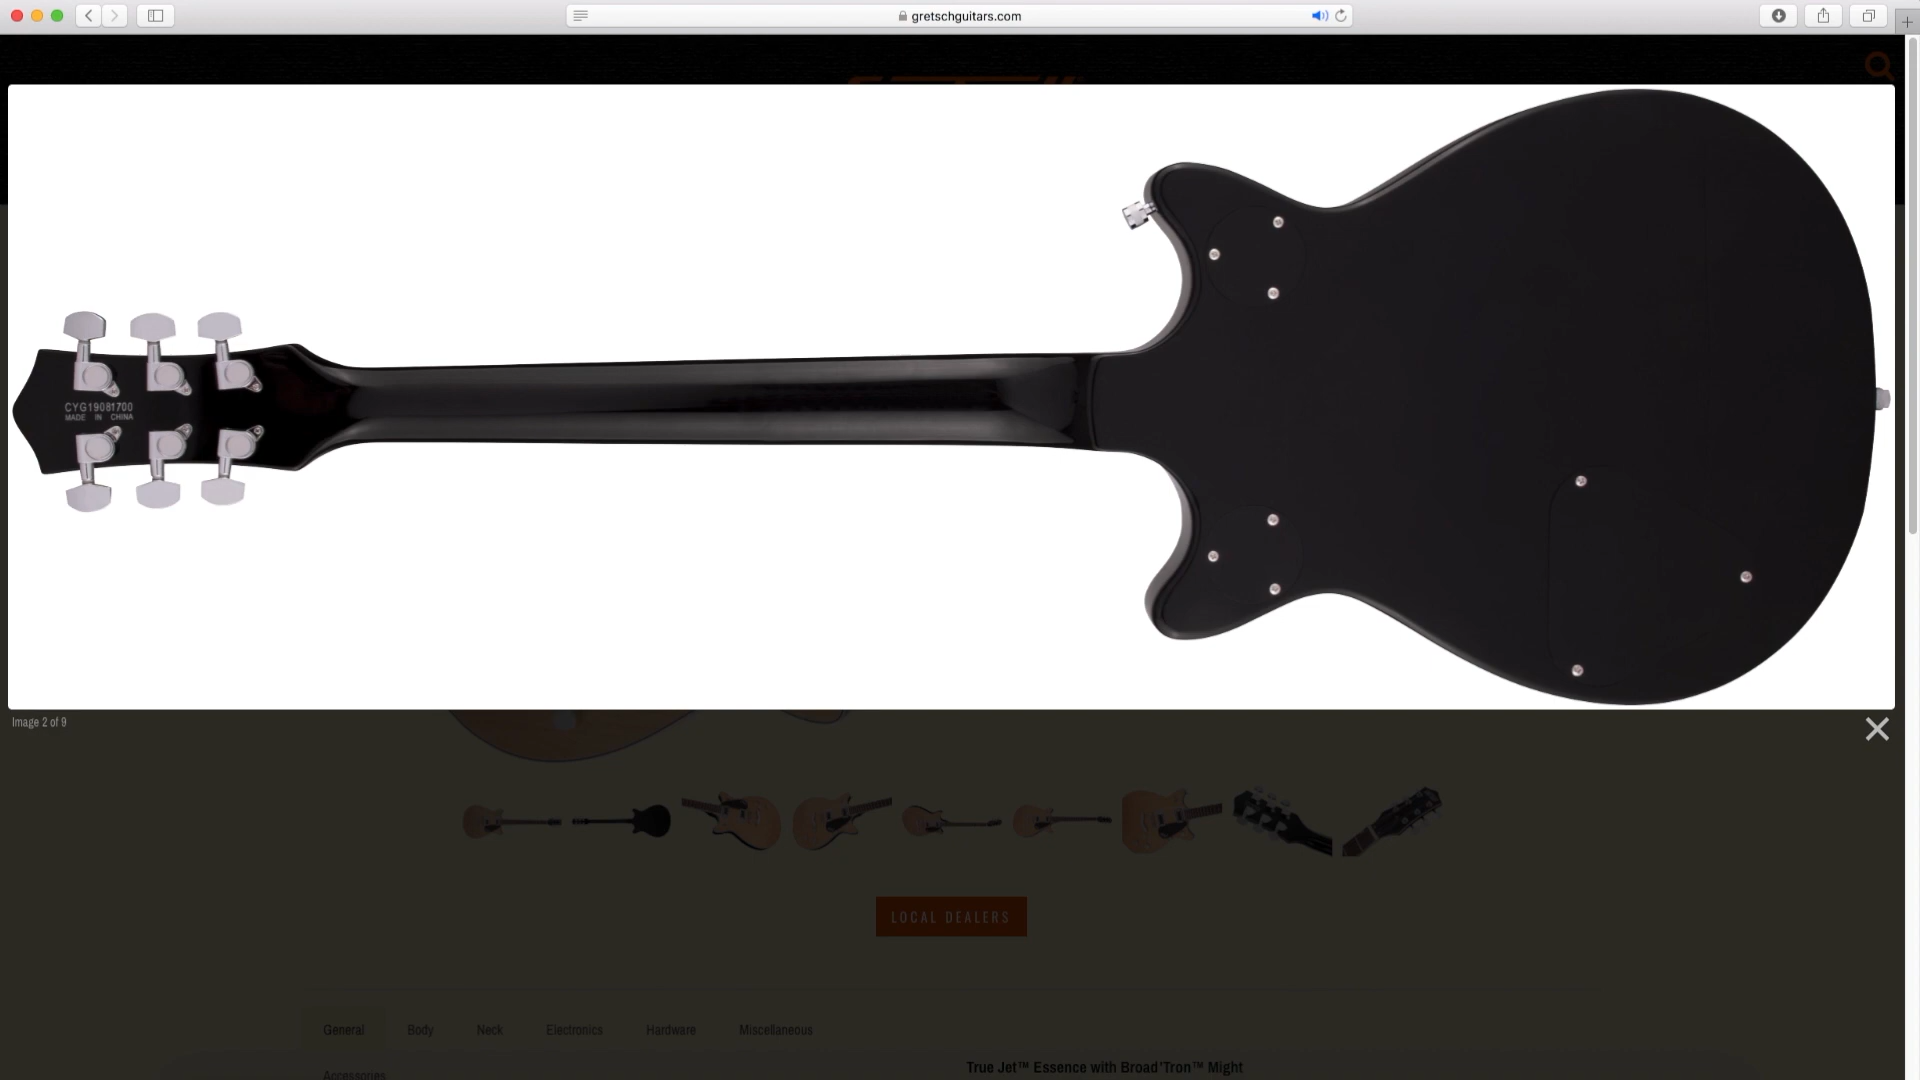 gretschguitars.com
CYG19081700
MADE IN CHINA
Image 2 of 9
LOCAL DEALERS
General Body Neck Electronics Hardware Miscellaneous
Accessories
True Jet™ Essence with Broad'Tron™ Might